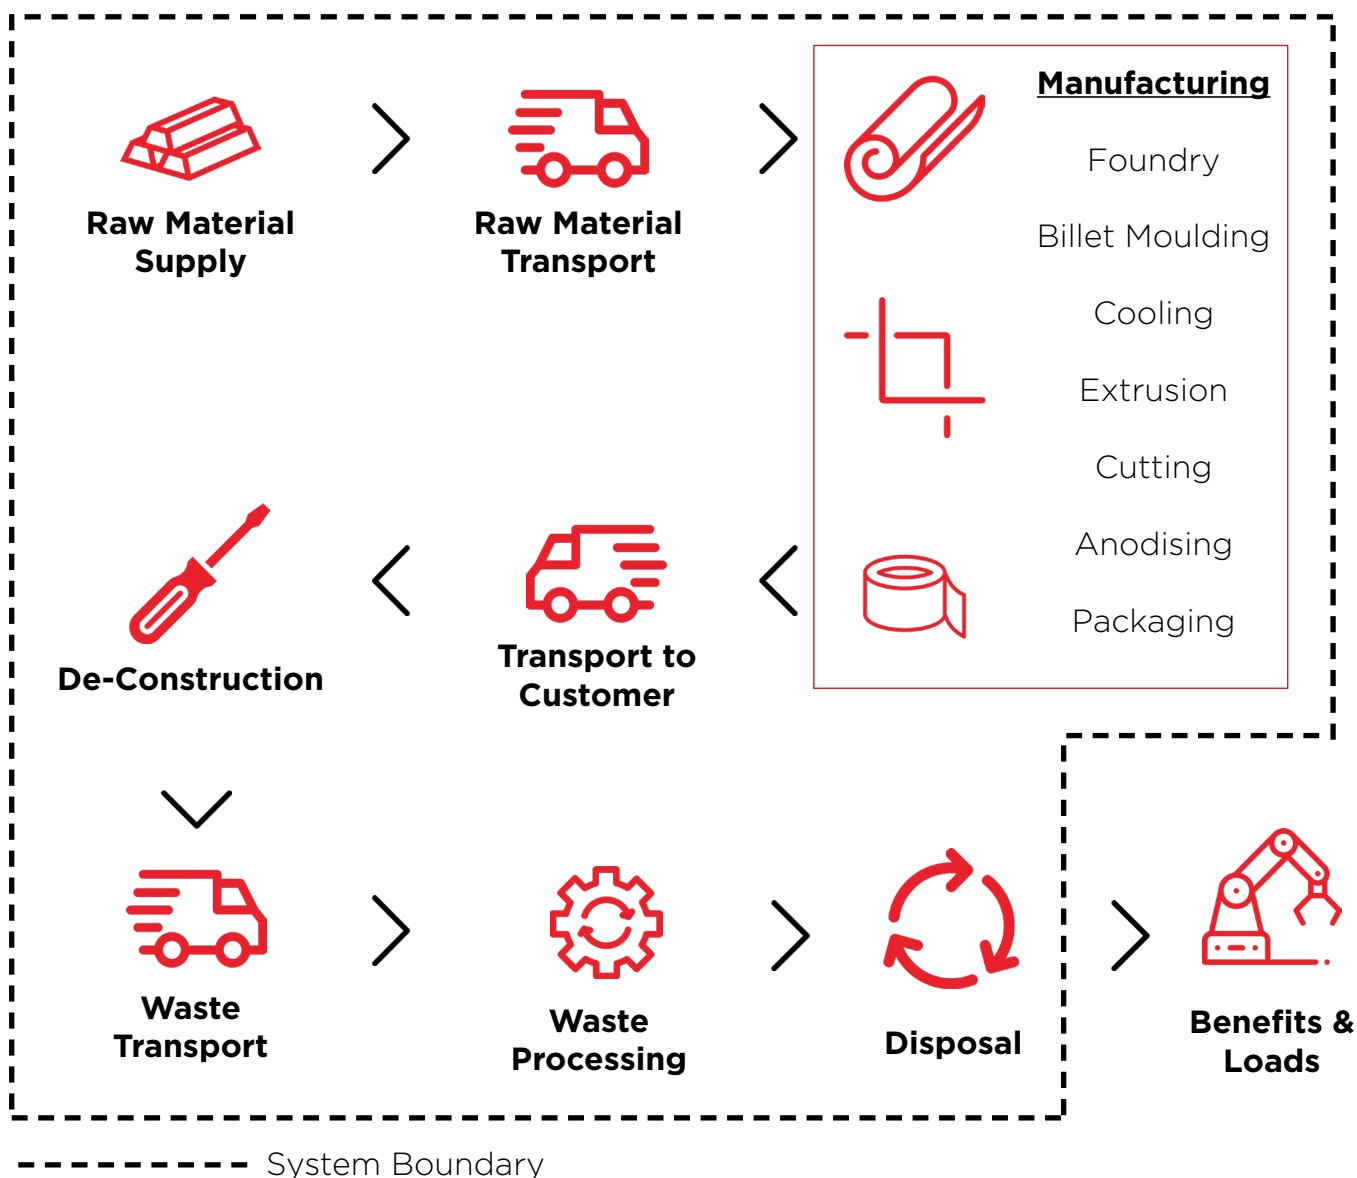 Manufacturing
Raw Material
Supply
Raw Material
Transport
Foundry
Billet Moulding
Cooling
Extrusion
Cutting
Anodising
Packaging
De-Construction
Transport to
Customer
Waste
Transport
Waste
Processing
Disposal
Benefits &
Loads
System Boundary